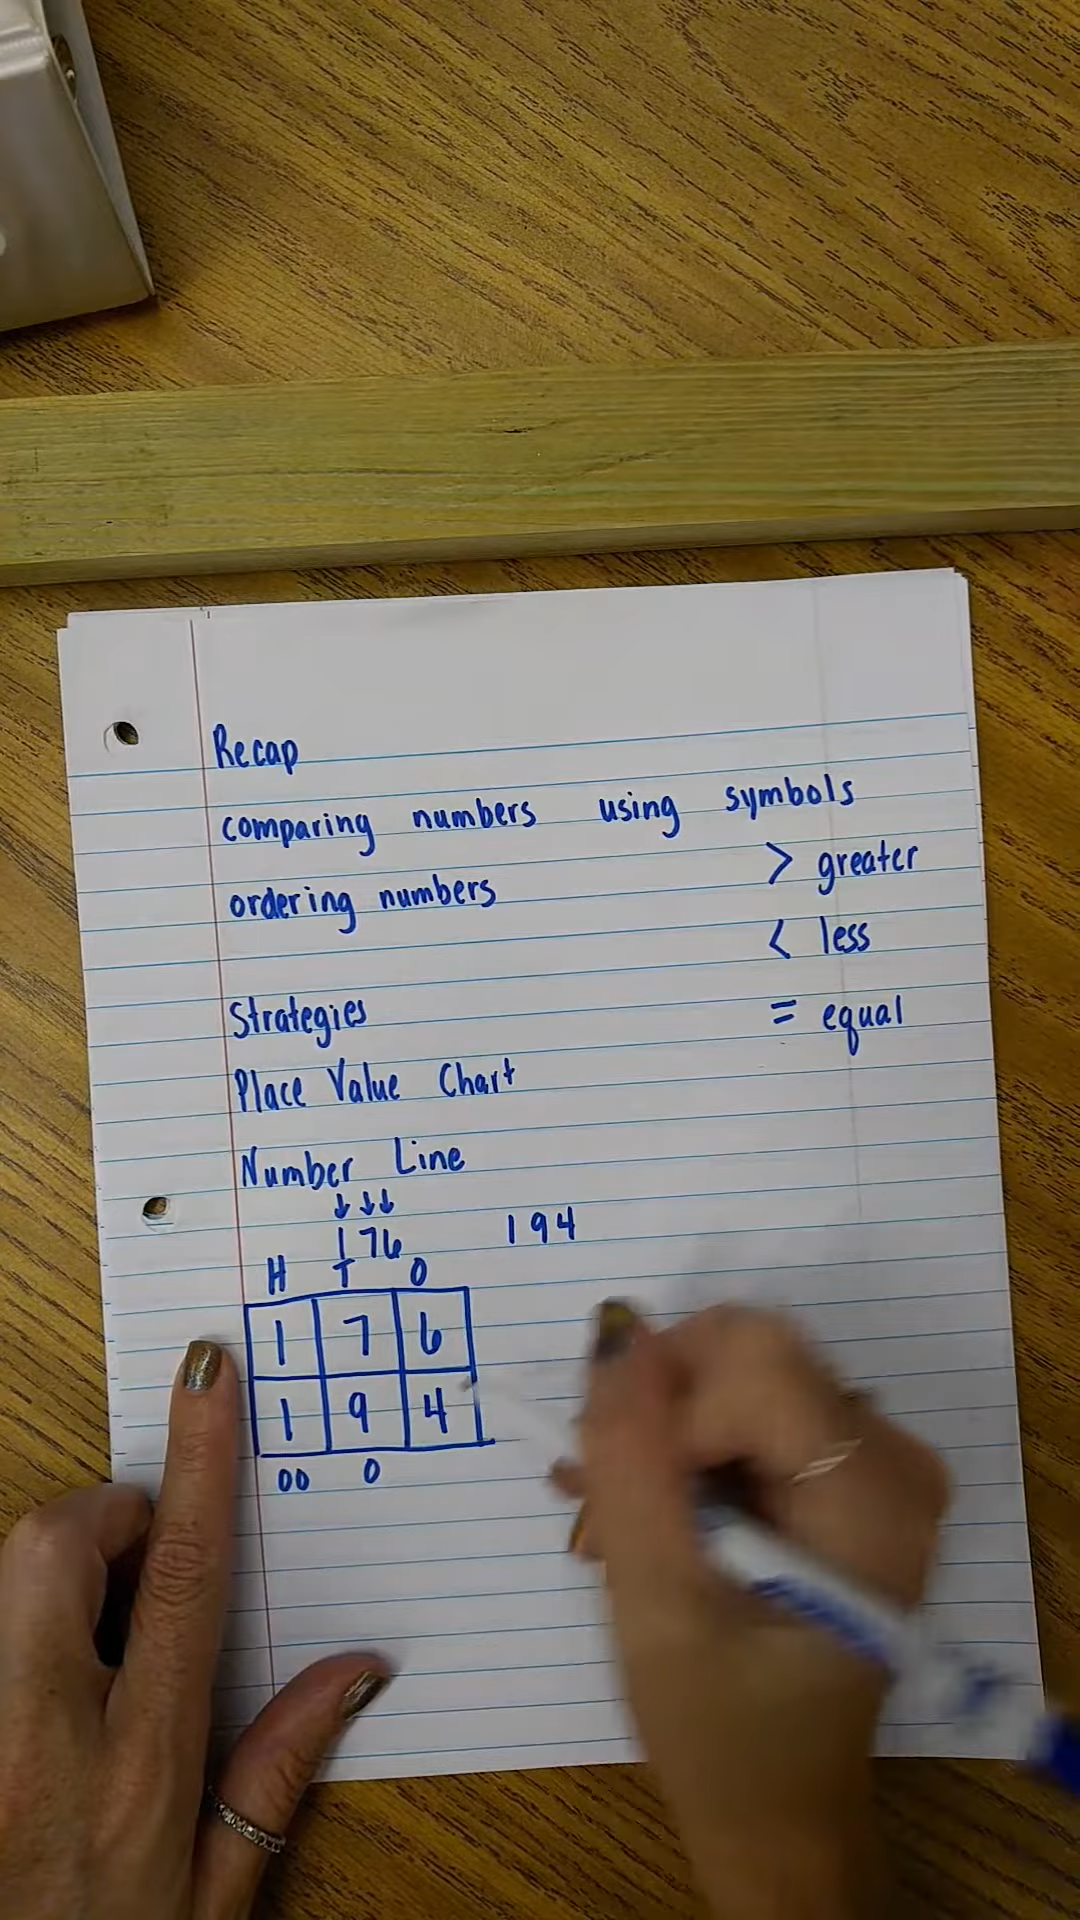 Recap
comparing numbers using symbols
> greater
ordering numbers
< less
Strategies
= equal
Place Value Chart
Number Line
↓ ↓ ↓
176 194
H T O
1 7 6
1 9 4
00 0